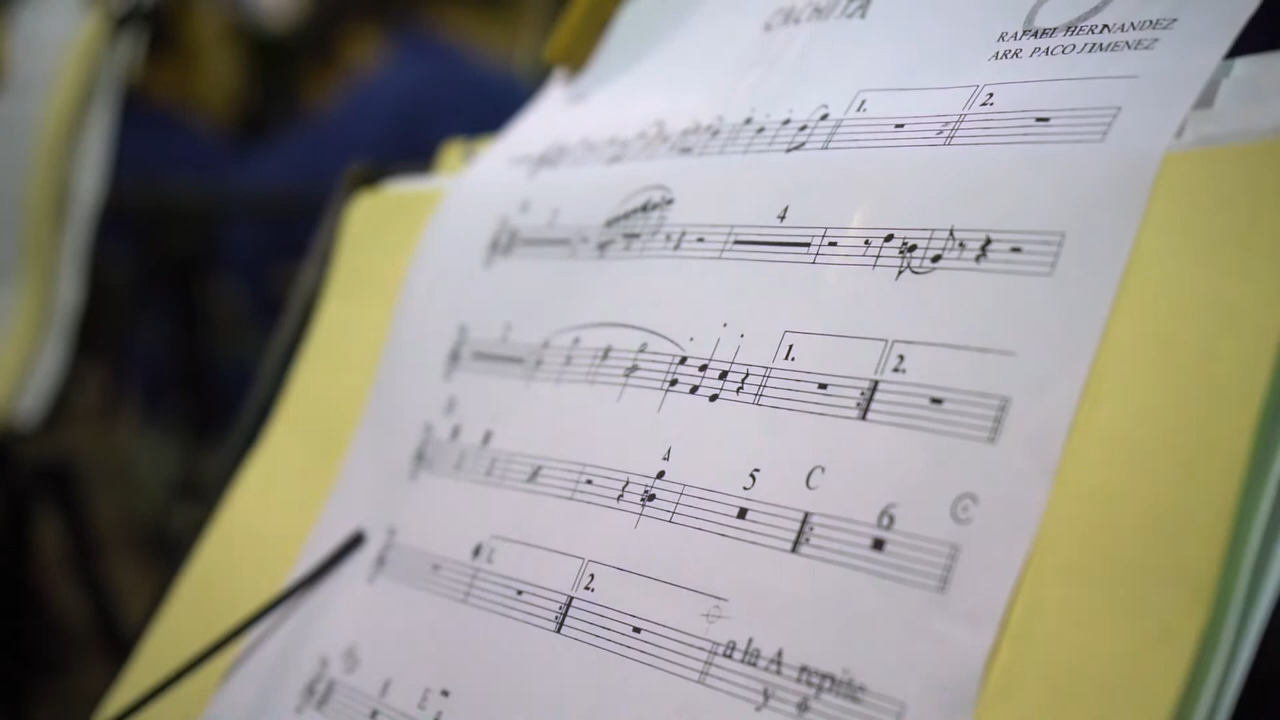 CACHITA
RAFAEL HERNANDEZ
ARR. PACO JIMENEZ
1. 2.
4
1. 2.
A
5 C 6 C
2.
a la A repite
y